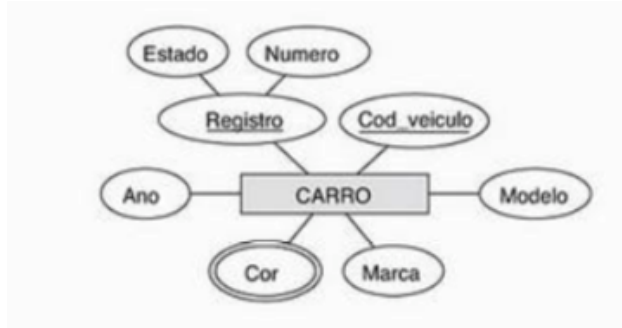 Estado
Numero
Registro
Cod_veiculo
Ano
CARRO
Modelo
Cor
Marca